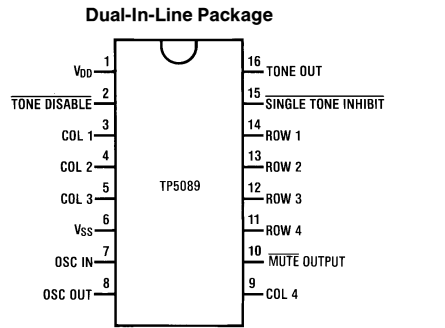 Dual-In-Line Package
VDD 1 16 TONE OUT
TONE DISABLE 2 15 SINGLE TONE INHIBIT
COL 1 3 14 ROW 1
COL 2 4 13 ROW 2
COL 3 5 12 ROW 3
TP5089
VSS 6 11 ROW 4
OSC IN 7 10 MUTE OUTPUT
OSC OUT 8 9 COL 4